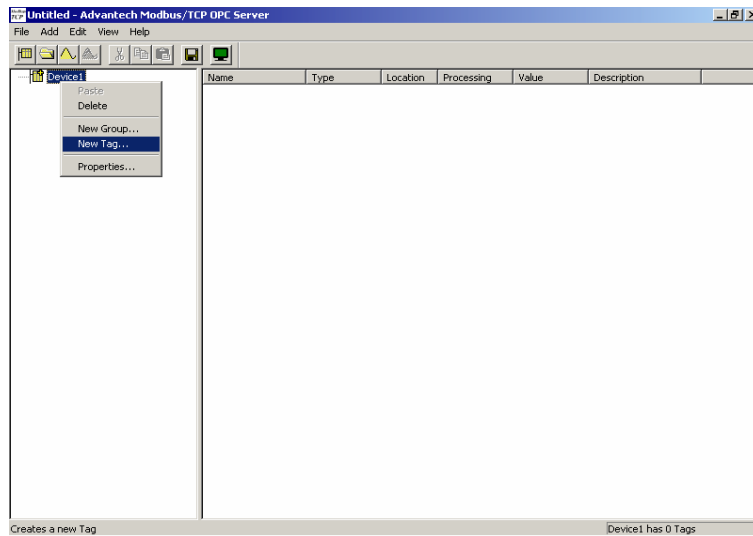 Untitled - Advantech Modbus/TCP OPC Server
File Add Edit View Help
Device1
Name Type Location Processing Value Description
Paste
Delete
New Group...
New Tag...
Properties...
Creates a new Tag
Device1 has 0 Tags